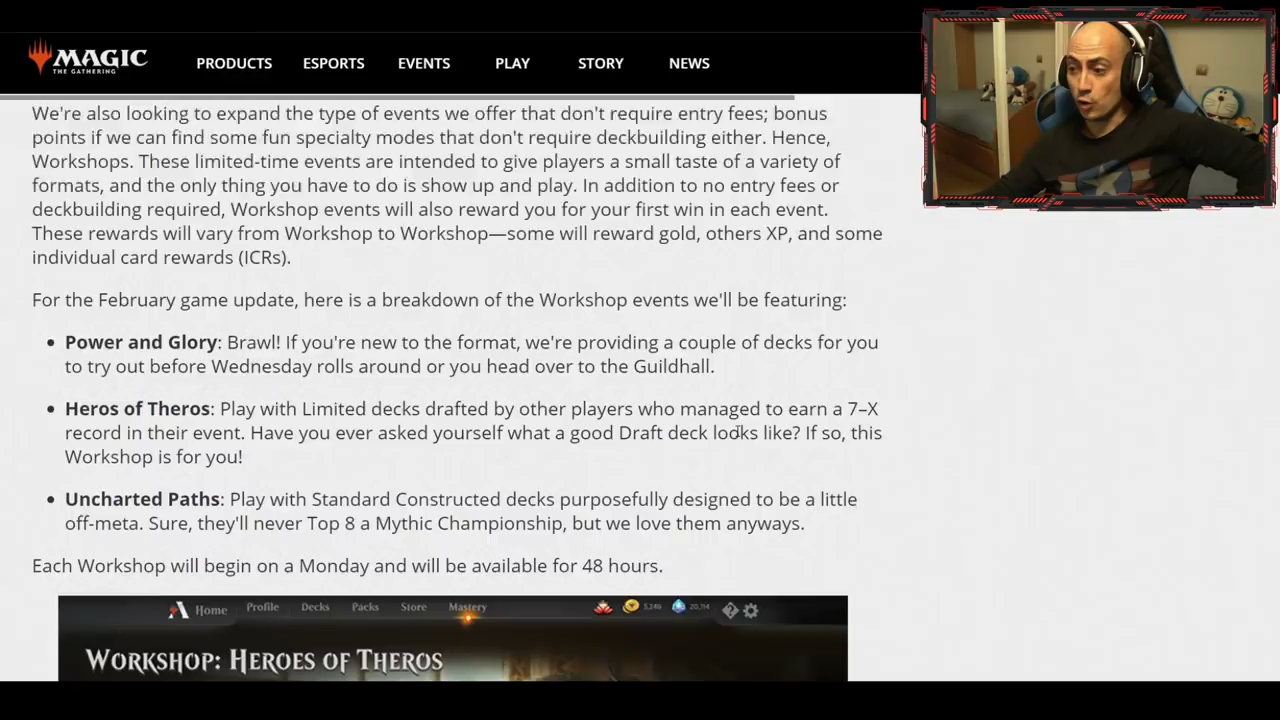 MAGIC
THE GATHERING
PRODUCTS
ESPORTS
EVENTS
PLAY
STORY
NEWS
We're also looking to expand the type of events we offer that don't require entry fees; bonus
points if we can find some fun specialty modes that don't require deckbuilding either. Hence,
Workshops. These limited-time events are intended to give players a small taste of a variety of
formats, and the only thing you have to do is show up and play. In addition to no entry fees or
deckbuilding required, Workshop events will also reward you for your first win in each event.
These rewards will vary from Workshop to Workshop—some will reward gold, others XP, and some
individual card rewards (ICRs).
For the February game update, here is a breakdown of the Workshop events we'll be featuring:
• Power and Glory: Brawl! If you're new to the format, we're providing a couple of decks for you
to try out before Wednesday rolls around or you head over to the Guildhall.
• Heros of Theros: Play with Limited decks drafted by other players who managed to earn a 7–X
record in their event. Have you ever asked yourself what a good Draft deck looks like? If so, this
Workshop is for you!
• Uncharted Paths: Play with Standard Constructed decks purposefully designed to be a little
off-meta. Sure, they'll never Top 8 a Mythic Championship, but we love them anyways.
Each Workshop will begin on a Monday and will be available for 48 hours.
Home Profile Decks Packs Store Mastery
WORKSHOP: HEROES OF THEROS